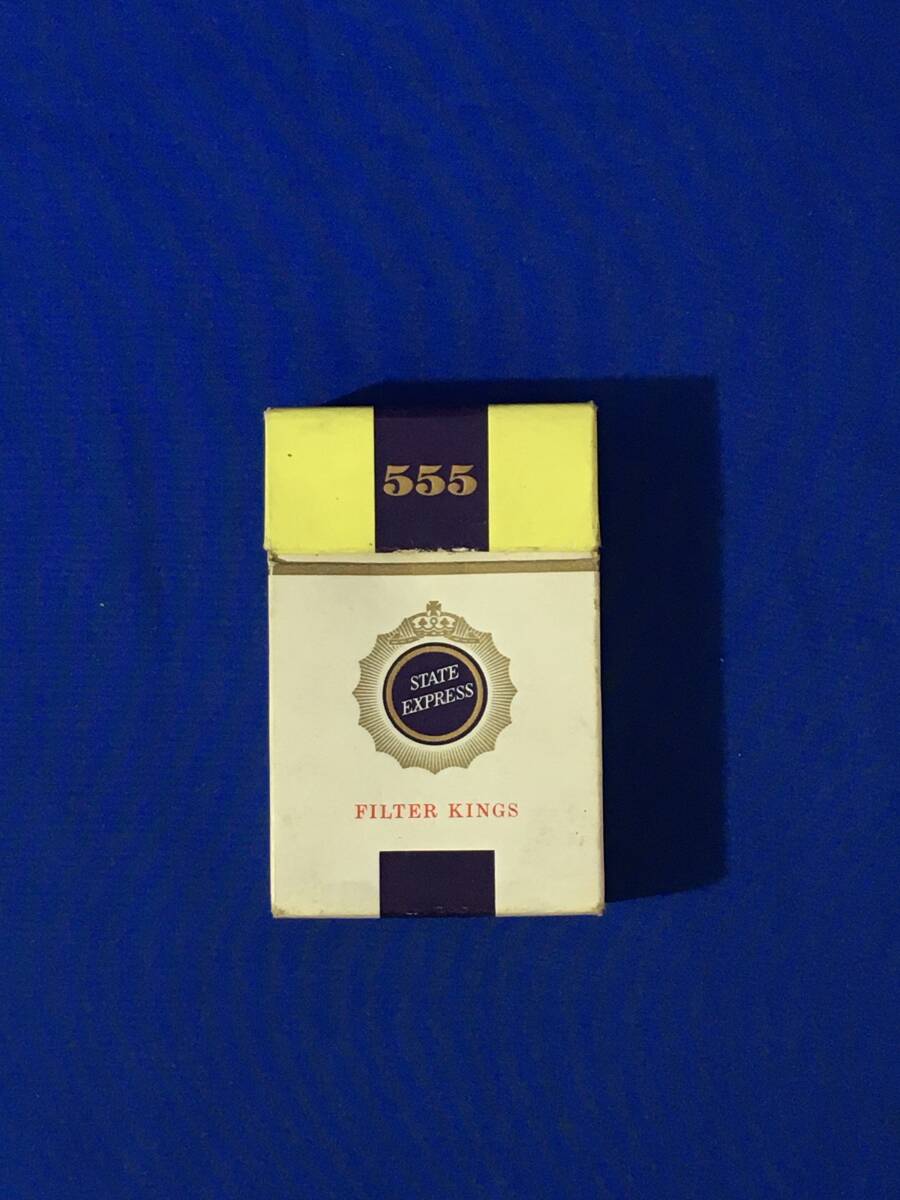 555
STATE
EXPRESS
FILTER KINGS